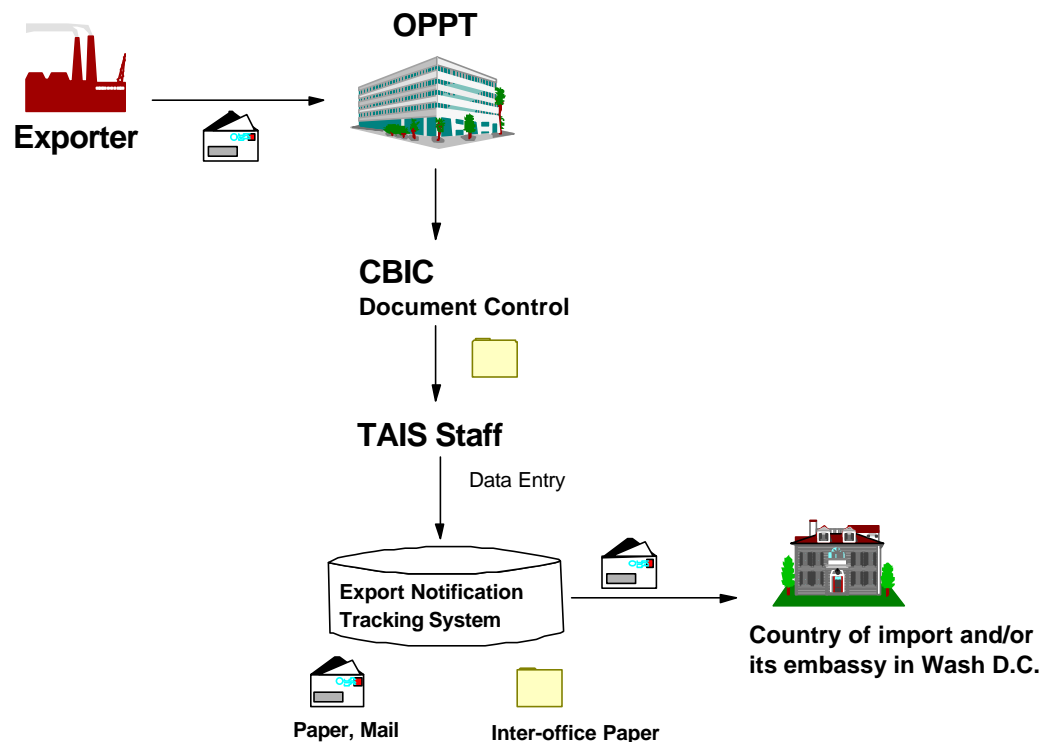 OPPT
Exporter
CBIC
Document Control
TAIS Staff
Data Entry
Export Notification
Tracking System
Country of import and/or
its embassy in Wash D.C.
Paper, Mail
Inter-office Paper